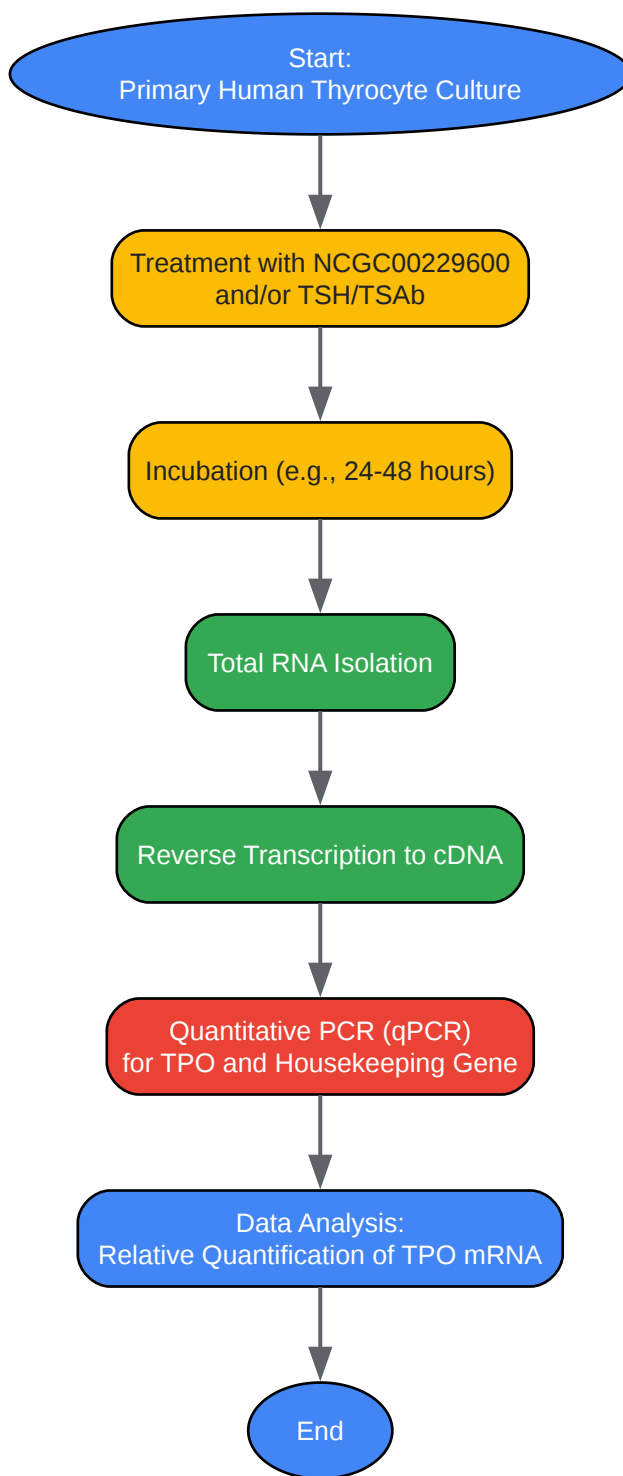 Start:
Primary Human Thyrocyte Culture
Treatment with NCGC00229600
and/or TSH/TSAb
Incubation (e.g., 24-48 hours)
Total RNA Isolation
Reverse Transcription to cDNA
Quantitative PCR (qPCR)
for TPO and Housekeeping Gene
Data Analysis:
Relative Quantification of TPO mRNA
End